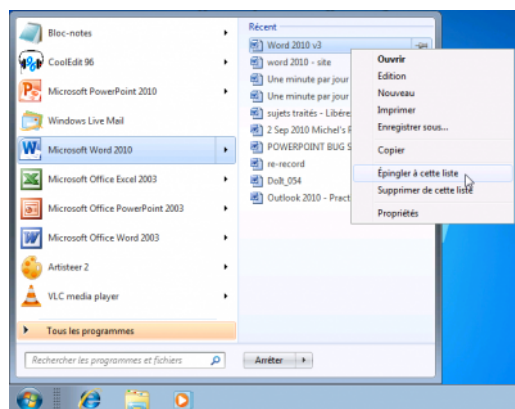 Bloc-notes
CoolEdit 96
Microsoft PowerPoint 2010
Windows Live Mail
Microsoft Word 2010
Microsoft Office Excel 2003
Microsoft Office PowerPoint 2003
Microsoft Office Word 2003
Artisteer 2
VLC media player
Tous les programmes
Rechercher les programmes et fichiers
Récent
Word 2010 v3
word 2010 - site
Une minute par jour
Une minute par jour
sujets traités - Libére
2 Sep 2010 Michel's
POWERPOINT BUG S
re-record
DoIt_054
Outlook 2010 - Pract
Arrêter
Ouvrir
Edition
Nouveau
Imprimer
Enregistrer sous...
Copier
Épingler à cette liste
Supprimer de cette liste
Propriétés